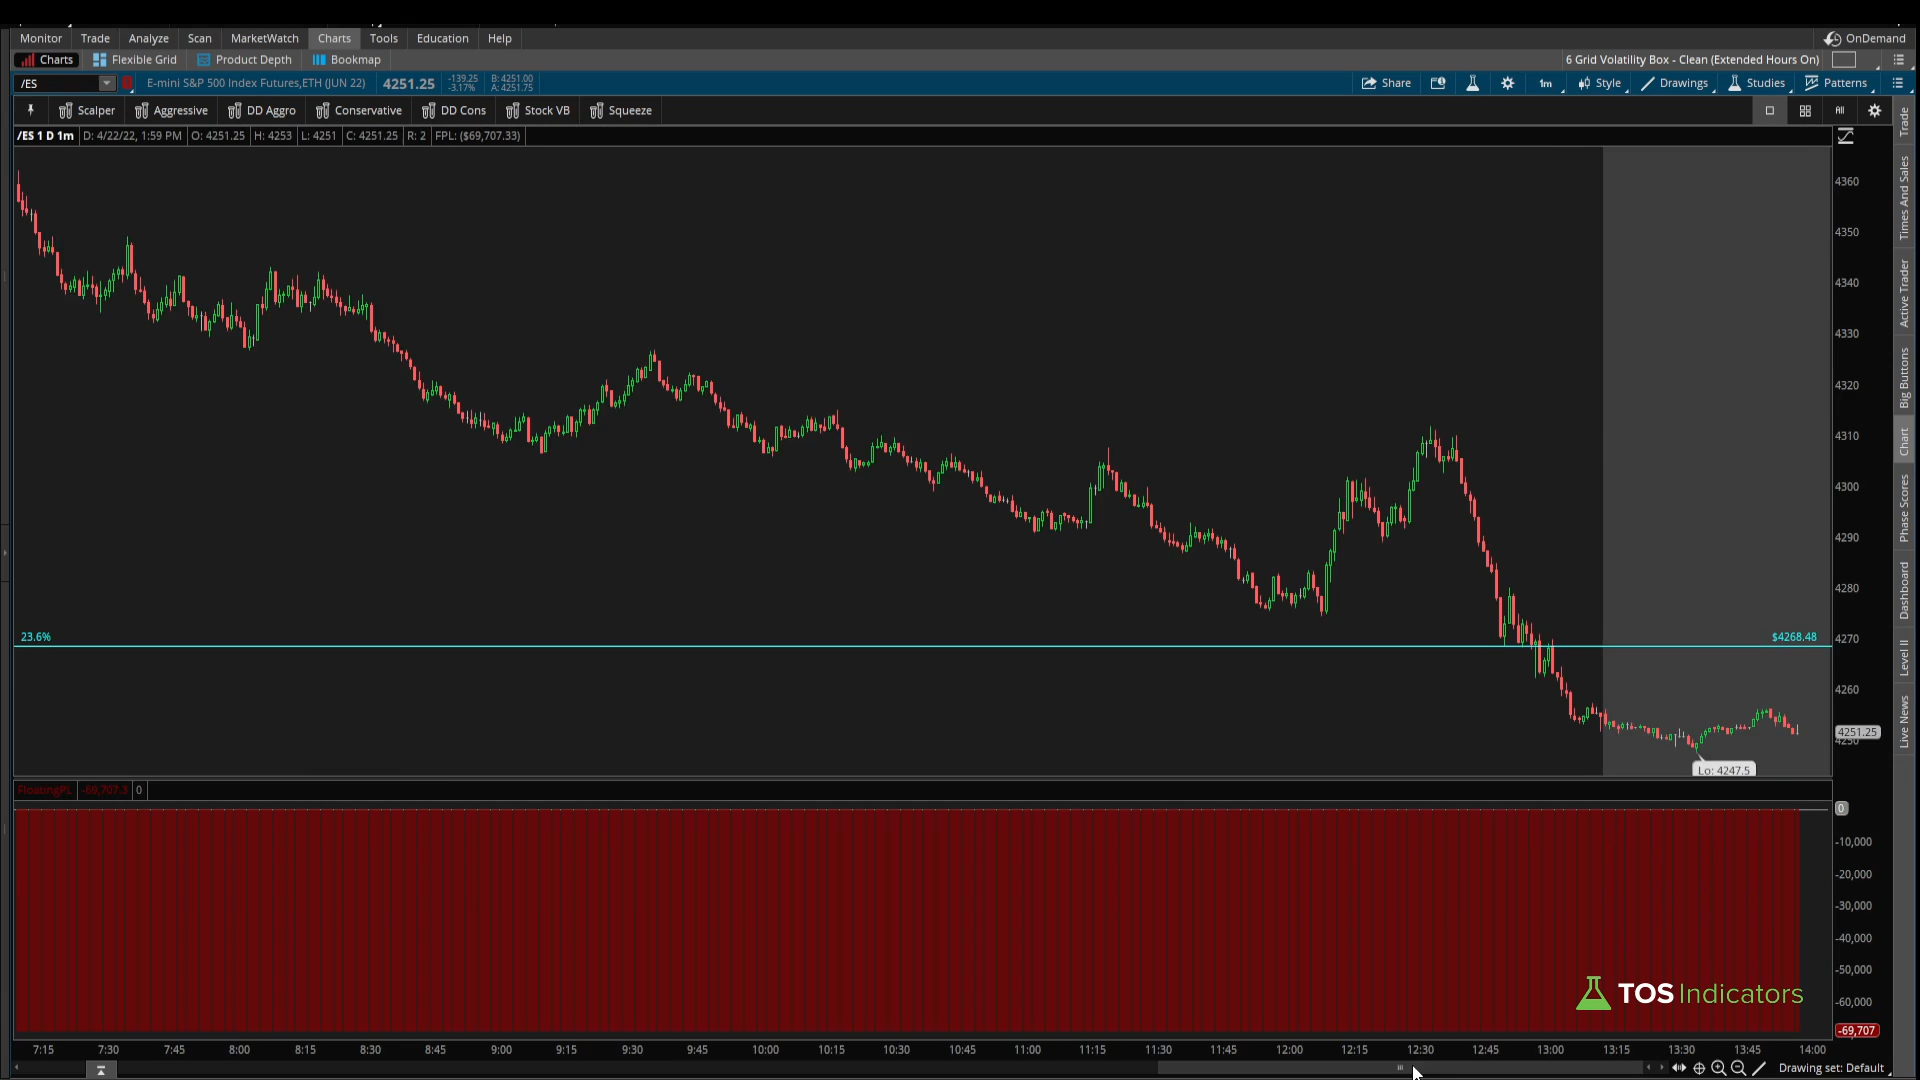 Monitor Trade Analyze Scan MarketWatch Charts Tools Education Help OnDemand
Charts Flexible Grid Product Depth Bookmap 6 Grid Volatility Box - Clean (Extended Hours On)
/ES E-mini S&P 500 Index Futures,ETH (JUN 22) 4251.25 -139.25 B: 4251.00 Share 1m Style Drawings Studies Patterns
-3.17% A: 4251.75
Scalper Aggressive DD Aggro Conservative DD Cons Stock VB Squeeze All
/ES 1 D 1m D: 4/22/22, 1:59 PM O: 4251.25 H: 4253 L: 4251 C: 4251.25 R: 2 FPL: ($69,707.33)
4360
4350
4340
4330
4320
4310
4300
4290
4280
4270
23.6% $4268.48
4260
4251.25
4250
Lo: 4247.5
FloatingPL -69,707.3 0
0
-10,000
-20,000
-30,000
-40,000
-50,000
-60,000
-69,707
TOS Indicators
7:15 7:30 7:45 8:00 8:15 8:30 8:45 9:00 9:15 9:30 9:45 10:00 10:15 10:30 10:45 11:00 11:15 11:30 11:45 12:00 12:15 12:30 12:45 13:00 13:15 13:30 13:45 14:00
Drawing set: Default
Trade
Times And Sales
Active Trader
Big Buttons
Chart
Phase Scores
Dashboard
Level II
Live News